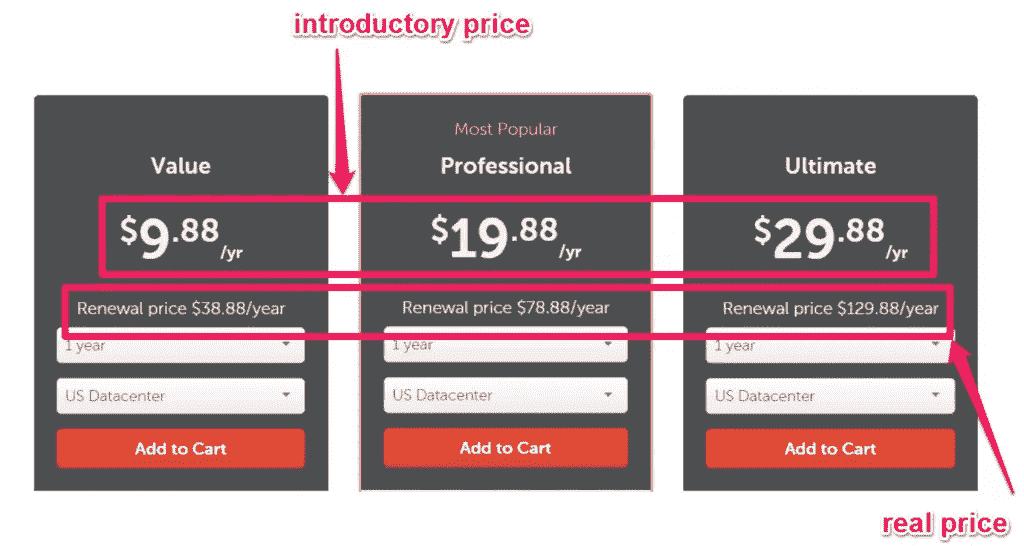 introductory price
Most Popular
Value
Professional
Ultimate
$9.88/yr
$19.88/yr
$29.88/yr
Renewal price $38.88/year
Renewal price $78.88/year
Renewal price $129.88/year
1 year
1 year
1 year
US Datacenter
US Datacenter
US Datacenter
Add to Cart
Add to Cart
Add to Cart
real price